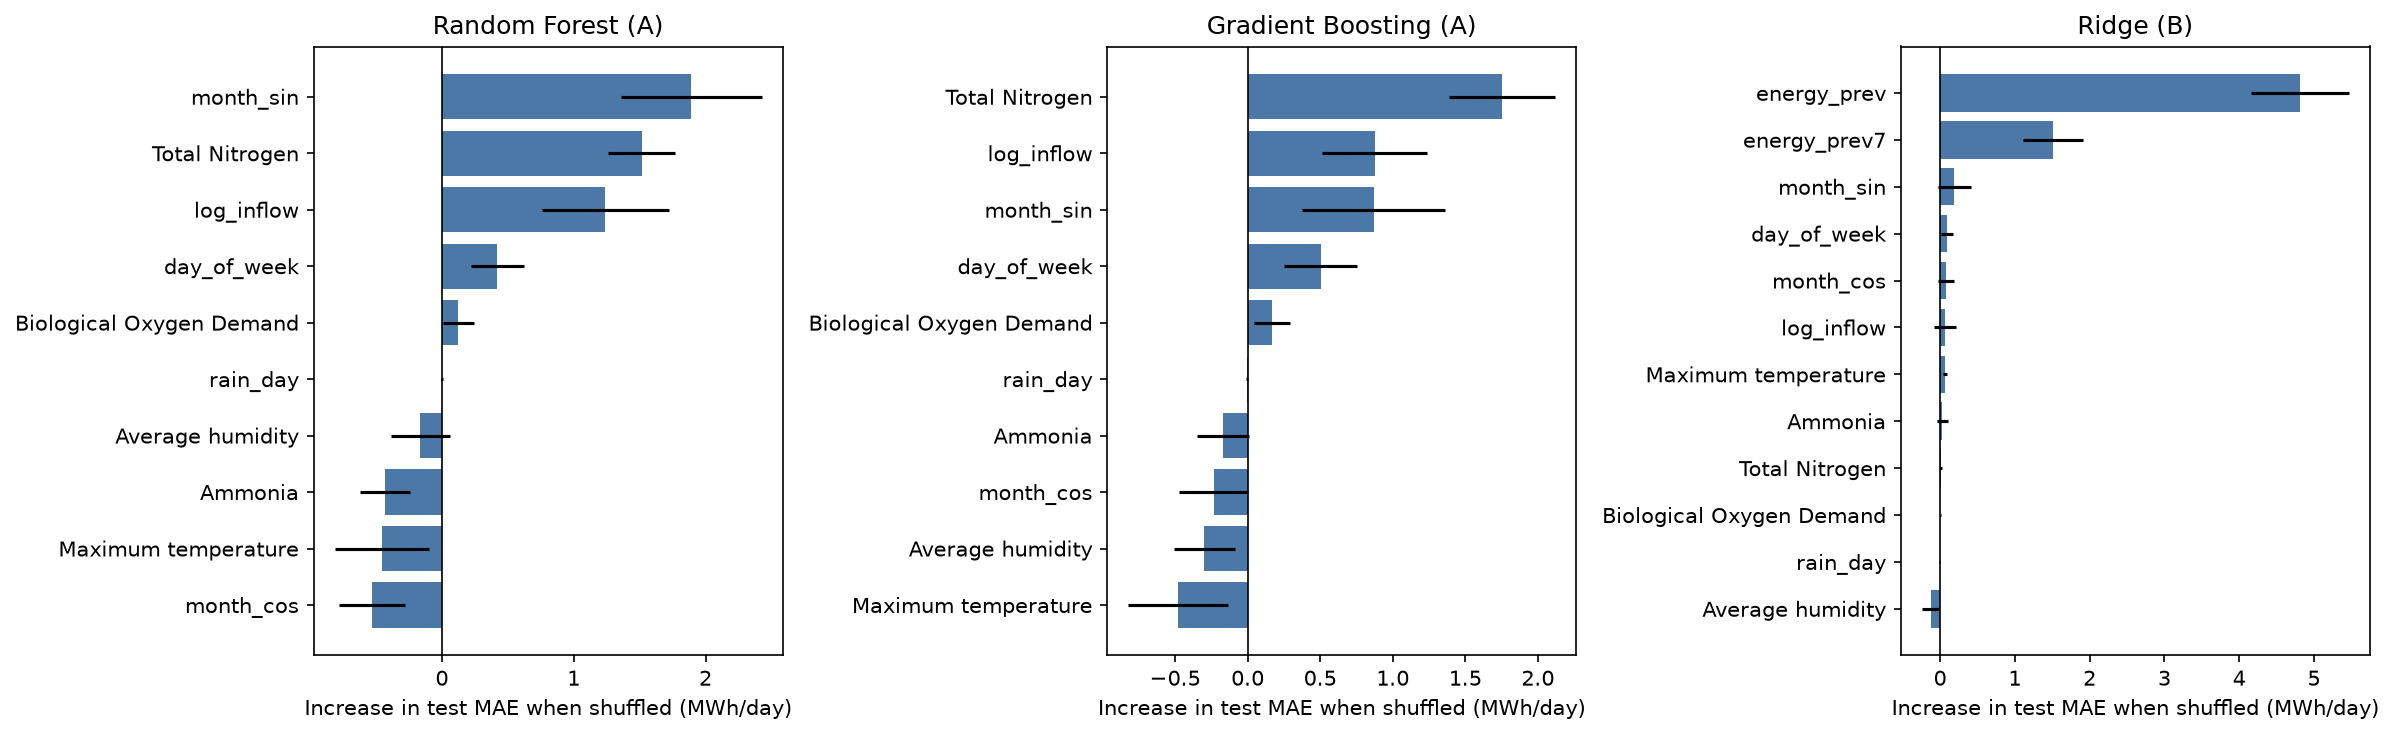 Random Forest (A)
month_sin
Total Nitrogen
log_inflow
day_of_week
Biological Oxygen Demand
rain_day
Average humidity
Ammonia
Maximum temperature
month_cos
0 1 2
Increase in test MAE when shuffled (MWh/day)
Gradient Boosting (A)
Total Nitrogen
log_inflow
month_sin
day_of_week
Biological Oxygen Demand
rain_day
Ammonia
month_cos
Average humidity
Maximum temperature
−0.5 0.0 0.5 1.0 1.5 2.0
Increase in test MAE when shuffled (MWh/day)
Ridge (B)
energy_prev
energy_prev7
month_sin
day_of_week
month_cos
log_inflow
Maximum temperature
Ammonia
Total Nitrogen
Biological Oxygen Demand
rain_day
Average humidity
0 1 2 3 4 5
Increase in test MAE when shuffled (MWh/day)